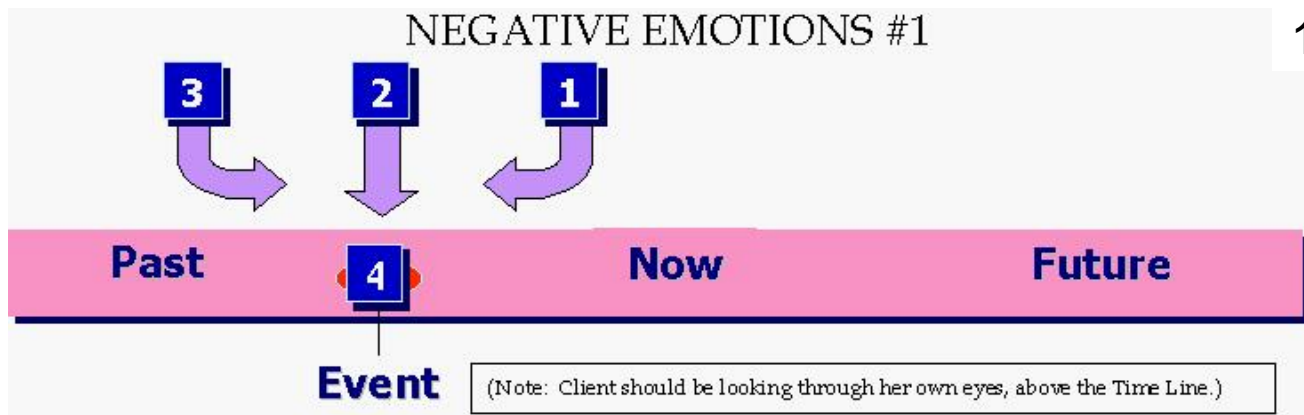 NEGATIVE EMOTIONS #1
1
3 2 1
Past 4 Now Future
Event
(Note: Client should be looking through her own eyes, above the Time Line.)